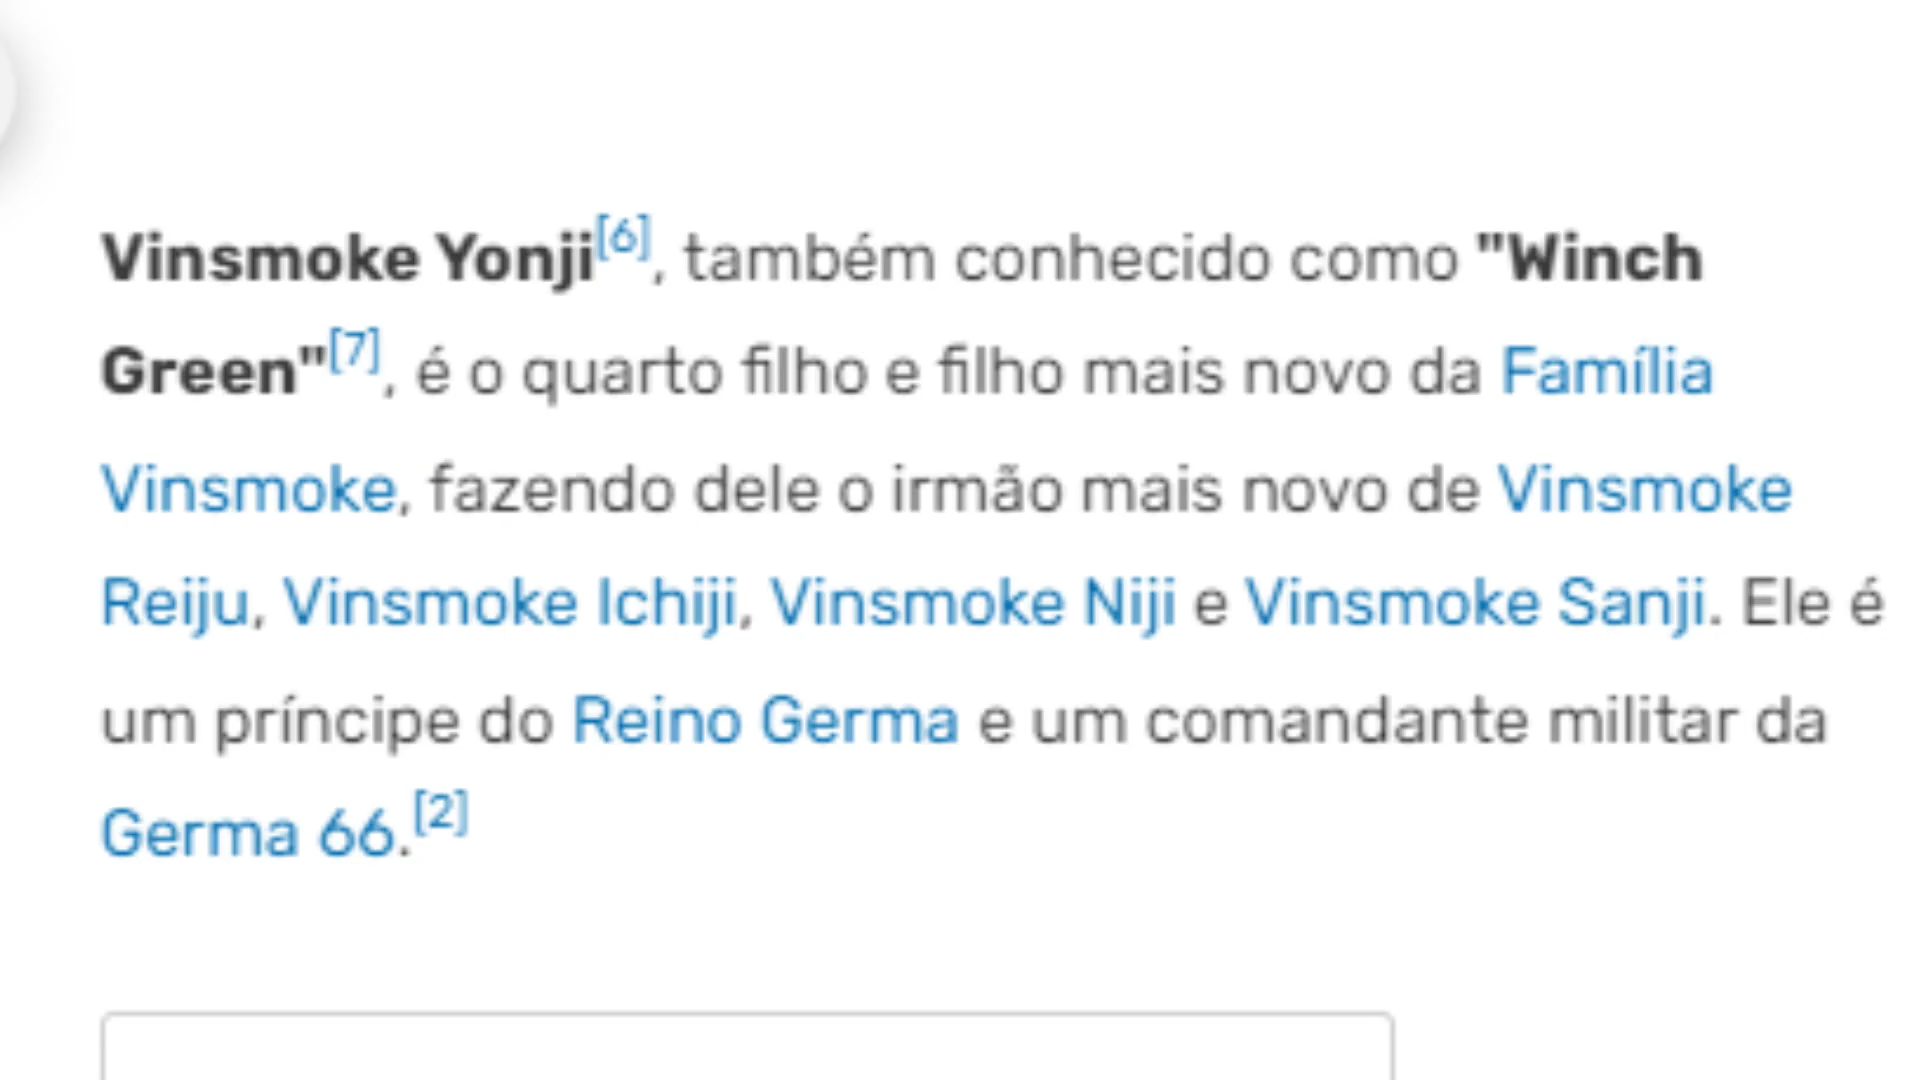 Vinsmoke Yonji[6], também conhecido como "Winch
Green"[7], é o quarto filho e filho mais novo da Família
Vinsmoke, fazendo dele o irmão mais novo de Vinsmoke
Reiju, Vinsmoke Ichiji, Vinsmoke Niji e Vinsmoke Sanji. Ele é
um príncipe do Reino Germa e um comandante militar da
Germa 66.[2]